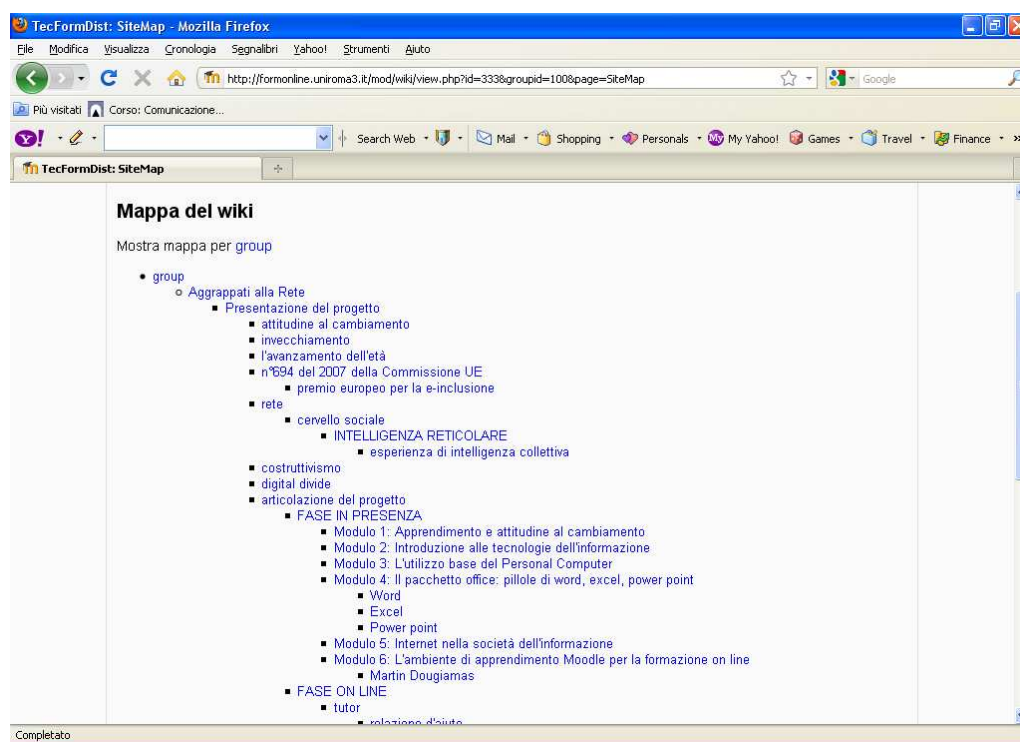 TecFormDist: SiteMap - Mozilla Firefox
File Modifica Visualizza Cronologia Segnalibri Yahoo! Strumenti Aiuto
http://formonline.uniroma3.it/mod/wiki/view.php?id=333&groupid=100&page=SiteMap Google
Più visitati Corso: Comunicazione...
Y! Search Web Mail Shopping Personals My Yahoo! Games Travel Finance »
TecFormDist: SiteMap
Mappa del wiki
Mostra mappa per group
group
Aggrappati alla Rete
Presentazione del progetto
attitudine al cambiamento
invecchiamento
l'avanzamento dell'età
n°694 del 2007 della Commissione UE
premio europeo per la e-inclusione
rete
cervello sociale
INTELLIGENZA RETICOLARE
esperienza di intelligenza collettiva
costruttivismo
digital divide
articolazione del progetto
FASE IN PRESENZA
Modulo 1: Apprendimento e attitudine al cambiamento
Modulo 2: Introduzione alle tecnologie dell'informazione
Modulo 3: L'utilizzo base del Personal Computer
Modulo 4: Il pacchetto office: pillole di word, excel, power point
Word
Excel
Power point
Modulo 5: Internet nella società dell'informazione
Modulo 6: L'ambiente di apprendimento Moodle per la formazione on line
Martin Dougiamas
FASE ON LINE
tutor
relazione d'aiuto
Completato